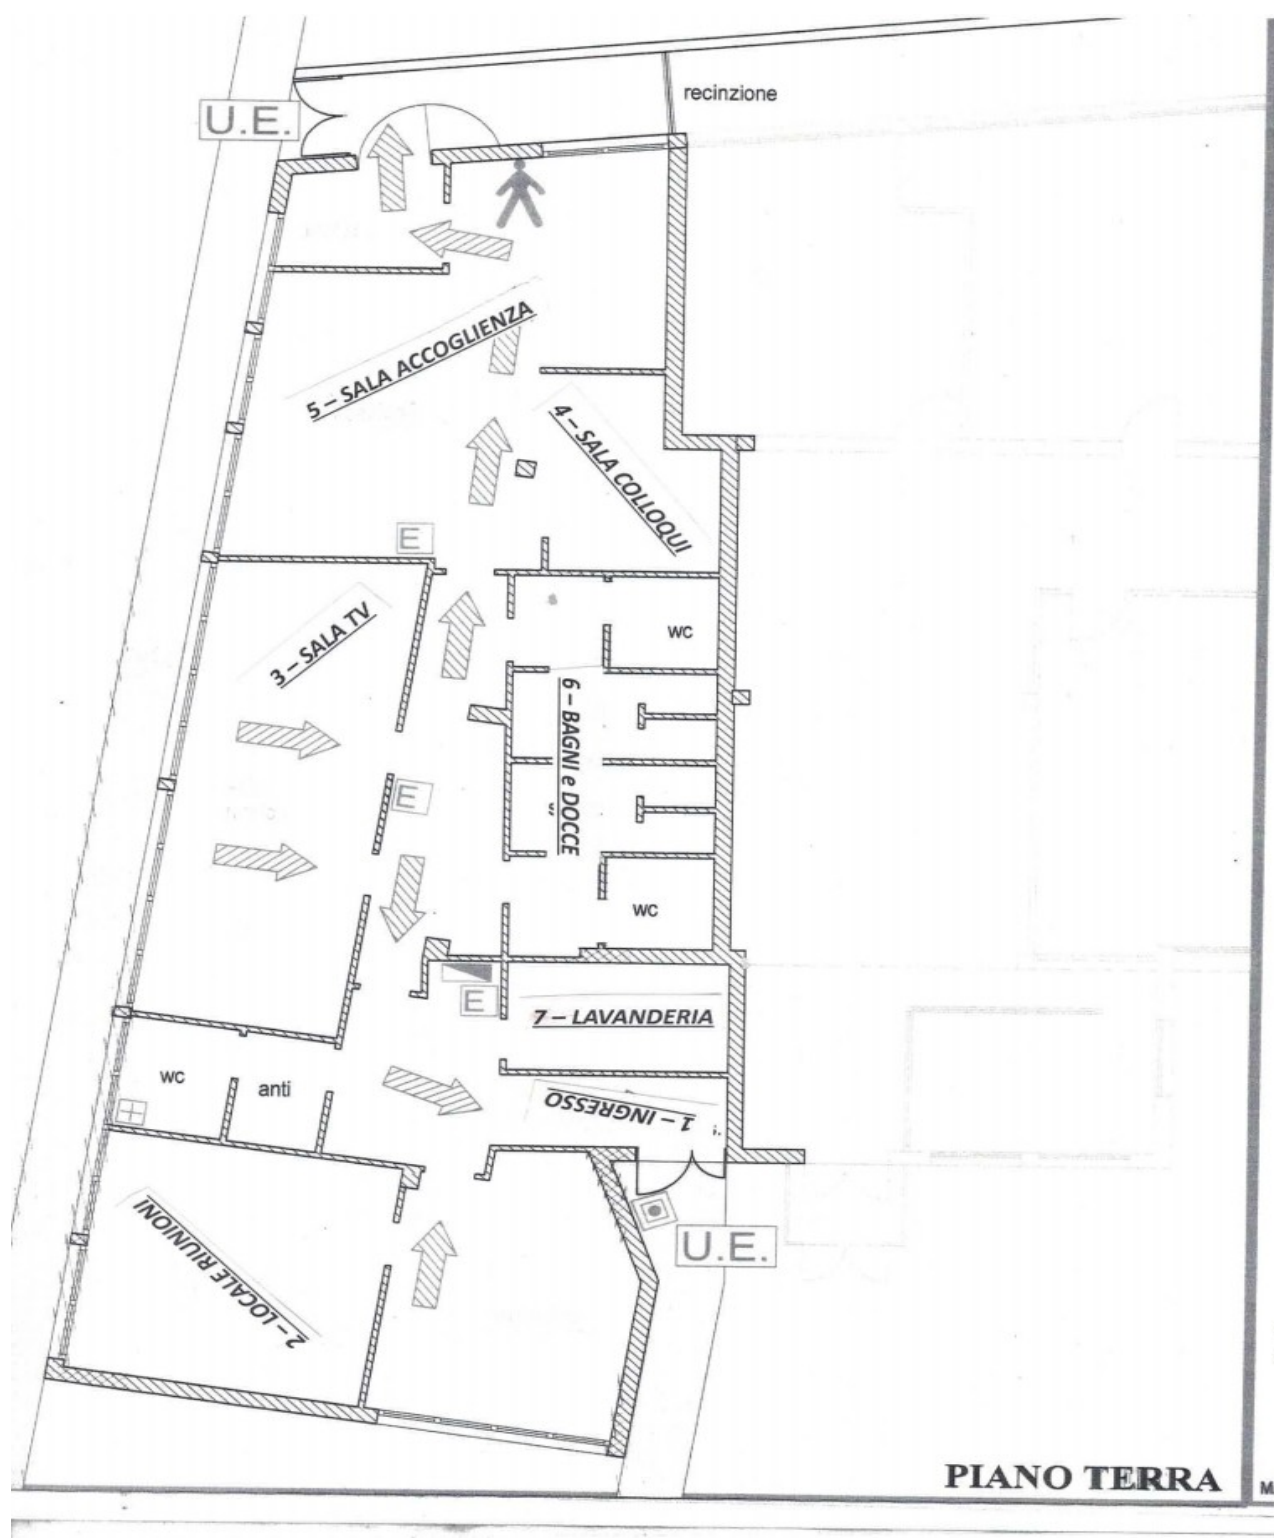 recinzione
U.E.
5 – SALA ACCOGLIENZA
4 – SALA COLLOQUI
E
3 – SALA TV
WC
6 – BAGNI e DOCCE
E
WC
E
7 – LAVANDERIA
WC
anti
1 – INGRESSO
2 – LOCALE RIUNIONI
U.E.
PIANO TERRA